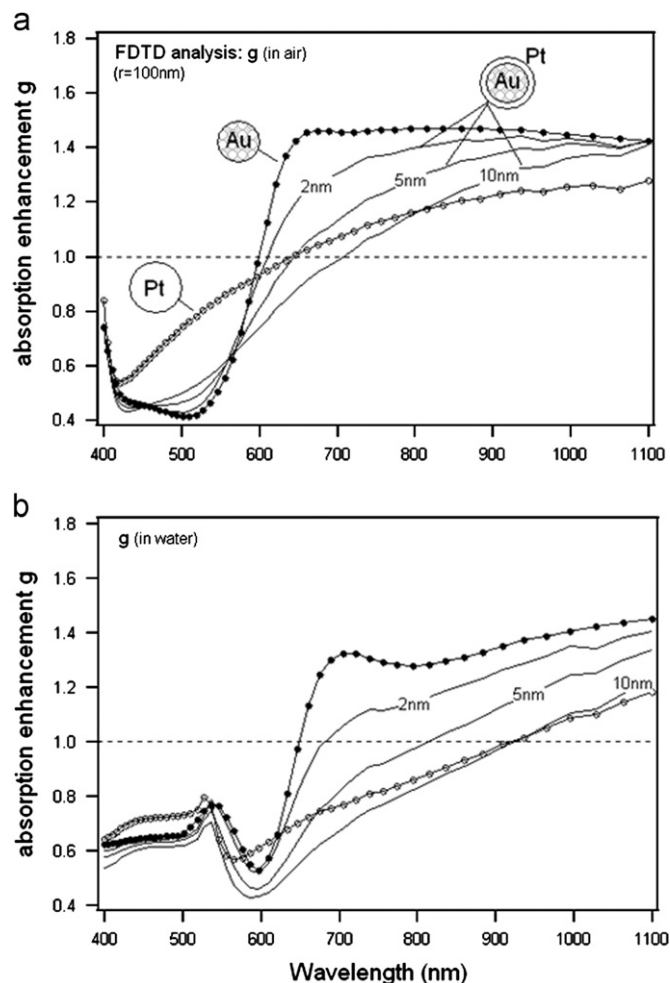 a
FDTD analysis: g (in air)
(r=100nm)
Pt
Au
Au
2nm
5nm
10nm
Pt
absorption enhancement g
1.8
1.6
1.4
1.2
1.0
0.8
0.6
0.4
400 500 600 700 800 900 1000 1100
b
g (in water)
2nm
5nm
10nm
absorption enhancement g
1.8
1.6
1.4
1.2
1.0
0.8
0.6
0.4
400 500 600 700 800 900 1000 1100
Wavelength (nm)